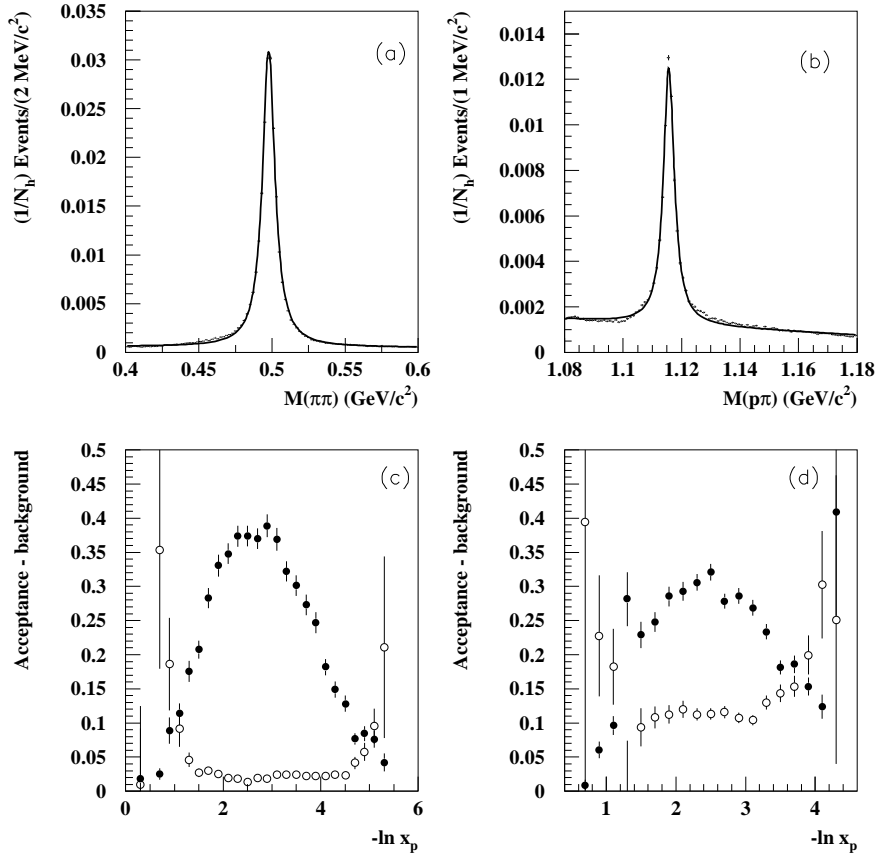 (1/N_h) Events/(2 MeV/c²)
0.035
0.03
0.025
0.02
0.015
0.01
0.005
0
(a)
0.4 0.45 0.5 0.55 0.6
M(ππ) (GeV/c²)
(1/N_h) Events/(1 MeV/c²)
0.014
0.012
0.01
0.008
0.006
0.004
0.002
0
(b)
1.08 1.1 1.12 1.14 1.16 1.18
M(pπ) (GeV/c²)
Acceptance - background
0.5
0.45
0.4
0.35
0.3
0.25
0.2
0.15
0.1
0.05
0
(c)
0 2 4 6
-ln x_p
Acceptance - background
0.5
0.45
0.4
0.35
0.3
0.25
0.2
0.15
0.1
0.05
0
(d)
1 2 3 4
-ln x_p